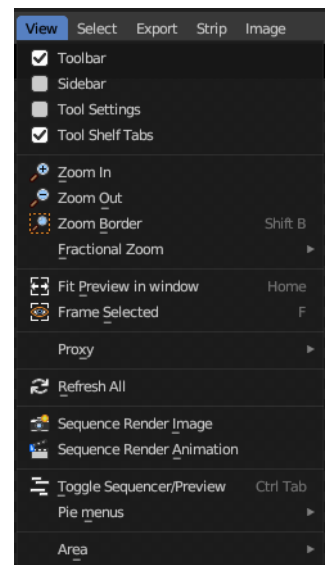 View Select Export Strip Image
Toolbar
Sidebar
Tool Settings
Tool Shelf Tabs
Zoom In
Zoom Out
Zoom Border Shift B
Fractional Zoom
Fit Preview in window Home
Frame Selected F
Proxy
Refresh All
Sequence Render Image
Sequence Render Animation
Toggle Sequencer/Preview Ctrl Tab
Pie menus
Area